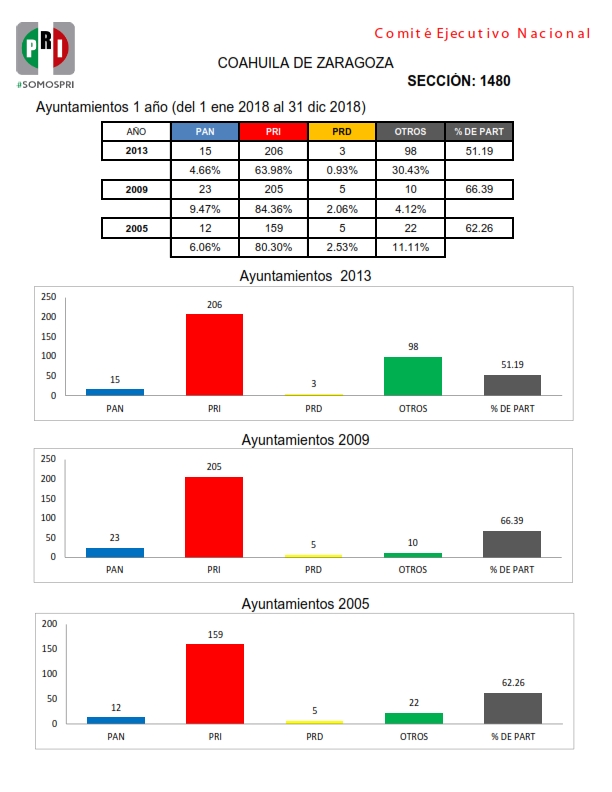 Comité Ejecutivo Nacional
PRI
#SOMOSPRI
COAHUILA DE ZARAGOZA
SECCIÓN: 1480
Ayuntamientos 1 año (del 1 ene 2018 al 31 dic 2018)
AÑO PAN PRI PRD OTROS % DE PART
2013 15 206 3 98 51.19
4.66% 63.98% 0.93% 30.43%
2009 23 205 5 10 66.39
9.47% 84.36% 2.06% 4.12%
2005 12 159 5 22 62.26
6.06% 80.30% 2.53% 11.11%
Ayuntamientos 2013
250
200
150
100
50
0
15 206 3 98 51.19
PAN PRI PRD OTROS % DE PART
Ayuntamientos 2009
250
200
150
100
50
0
23 205 5 10 66.39
PAN PRI PRD OTROS % DE PART
Ayuntamientos 2005
200
150
100
50
0
12 159 5 22 62.26
PAN PRI PRD OTROS % DE PART